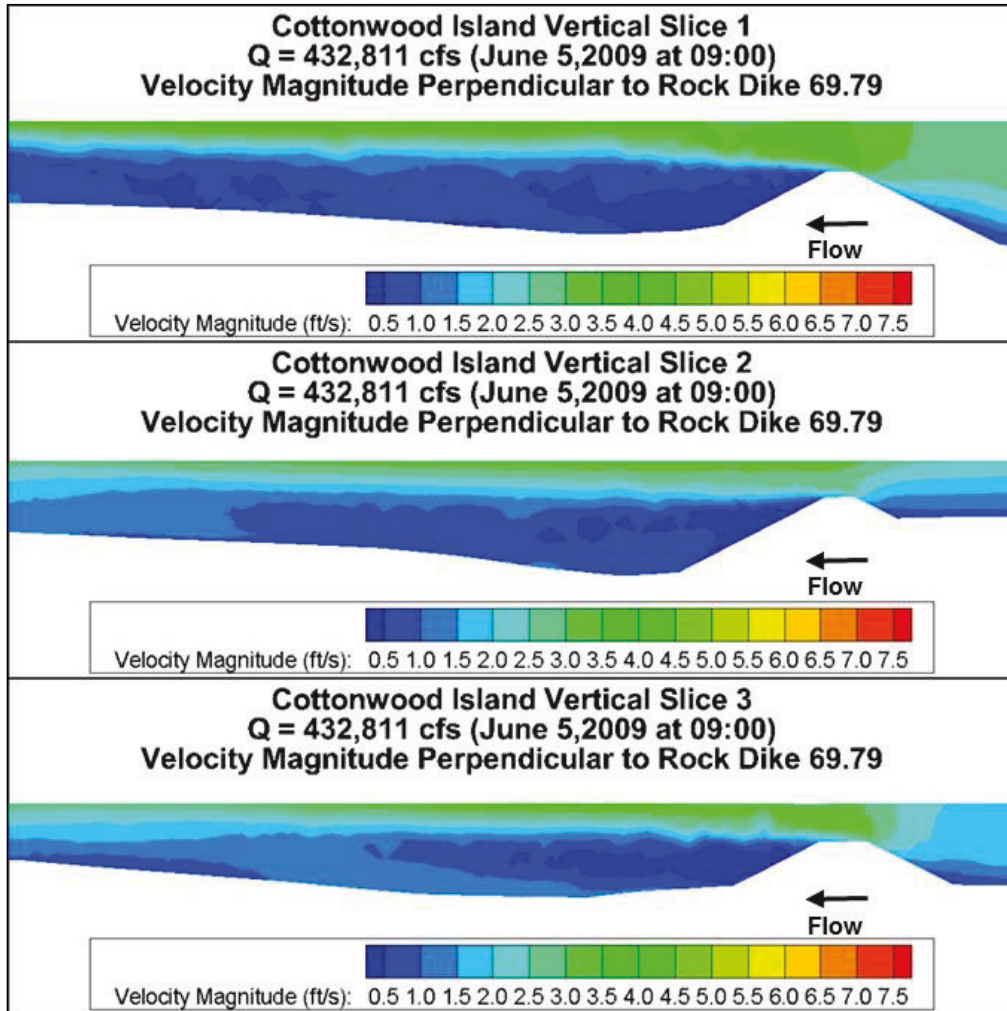 Cottonwood Island Vertical Slice 1
Q = 432,811 cfs (June 5,2009 at 09:00)
Velocity Magnitude Perpendicular to Rock Dike 69.79
Flow
Velocity Magnitude (ft/s): 0.5 1.0 1.5 2.0 2.5 3.0 3.5 4.0 4.5 5.0 5.5 6.0 6.5 7.0 7.5
Cottonwood Island Vertical Slice 2
Q = 432,811 cfs (June 5,2009 at 09:00)
Velocity Magnitude Perpendicular to Rock Dike 69.79
Flow
Velocity Magnitude (ft/s): 0.5 1.0 1.5 2.0 2.5 3.0 3.5 4.0 4.5 5.0 5.5 6.0 6.5 7.0 7.5
Cottonwood Island Vertical Slice 3
Q = 432,811 cfs (June 5,2009 at 09:00)
Velocity Magnitude Perpendicular to Rock Dike 69.79
Flow
Velocity Magnitude (ft/s): 0.5 1.0 1.5 2.0 2.5 3.0 3.5 4.0 4.5 5.0 5.5 6.0 6.5 7.0 7.5